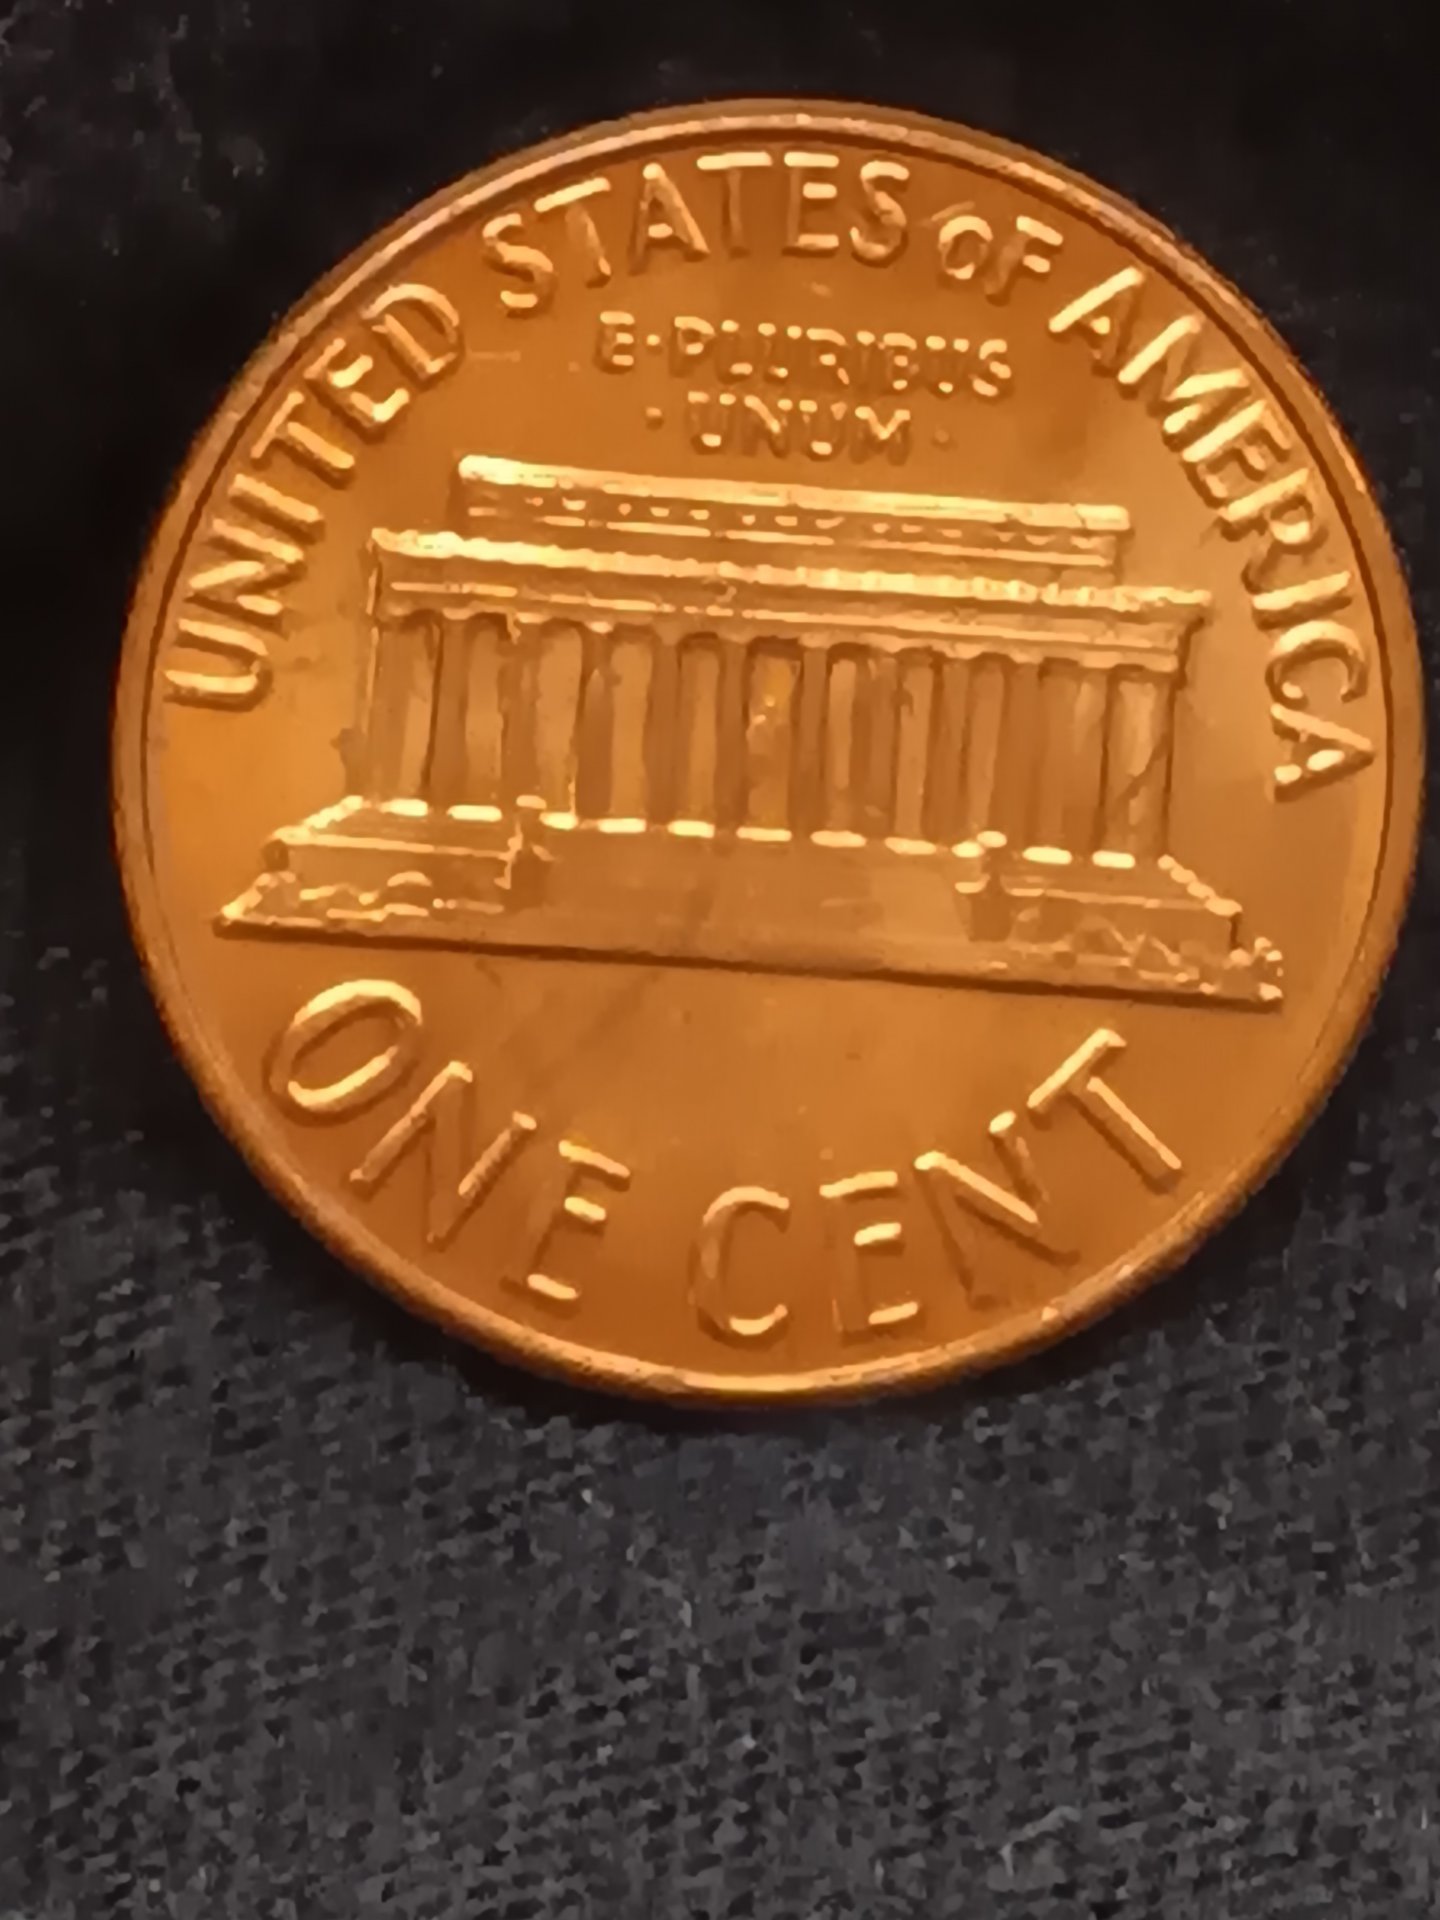 UNITED STATES OF AMERICA
E·PLURIBUS
· UNUM ·
ONE CENT